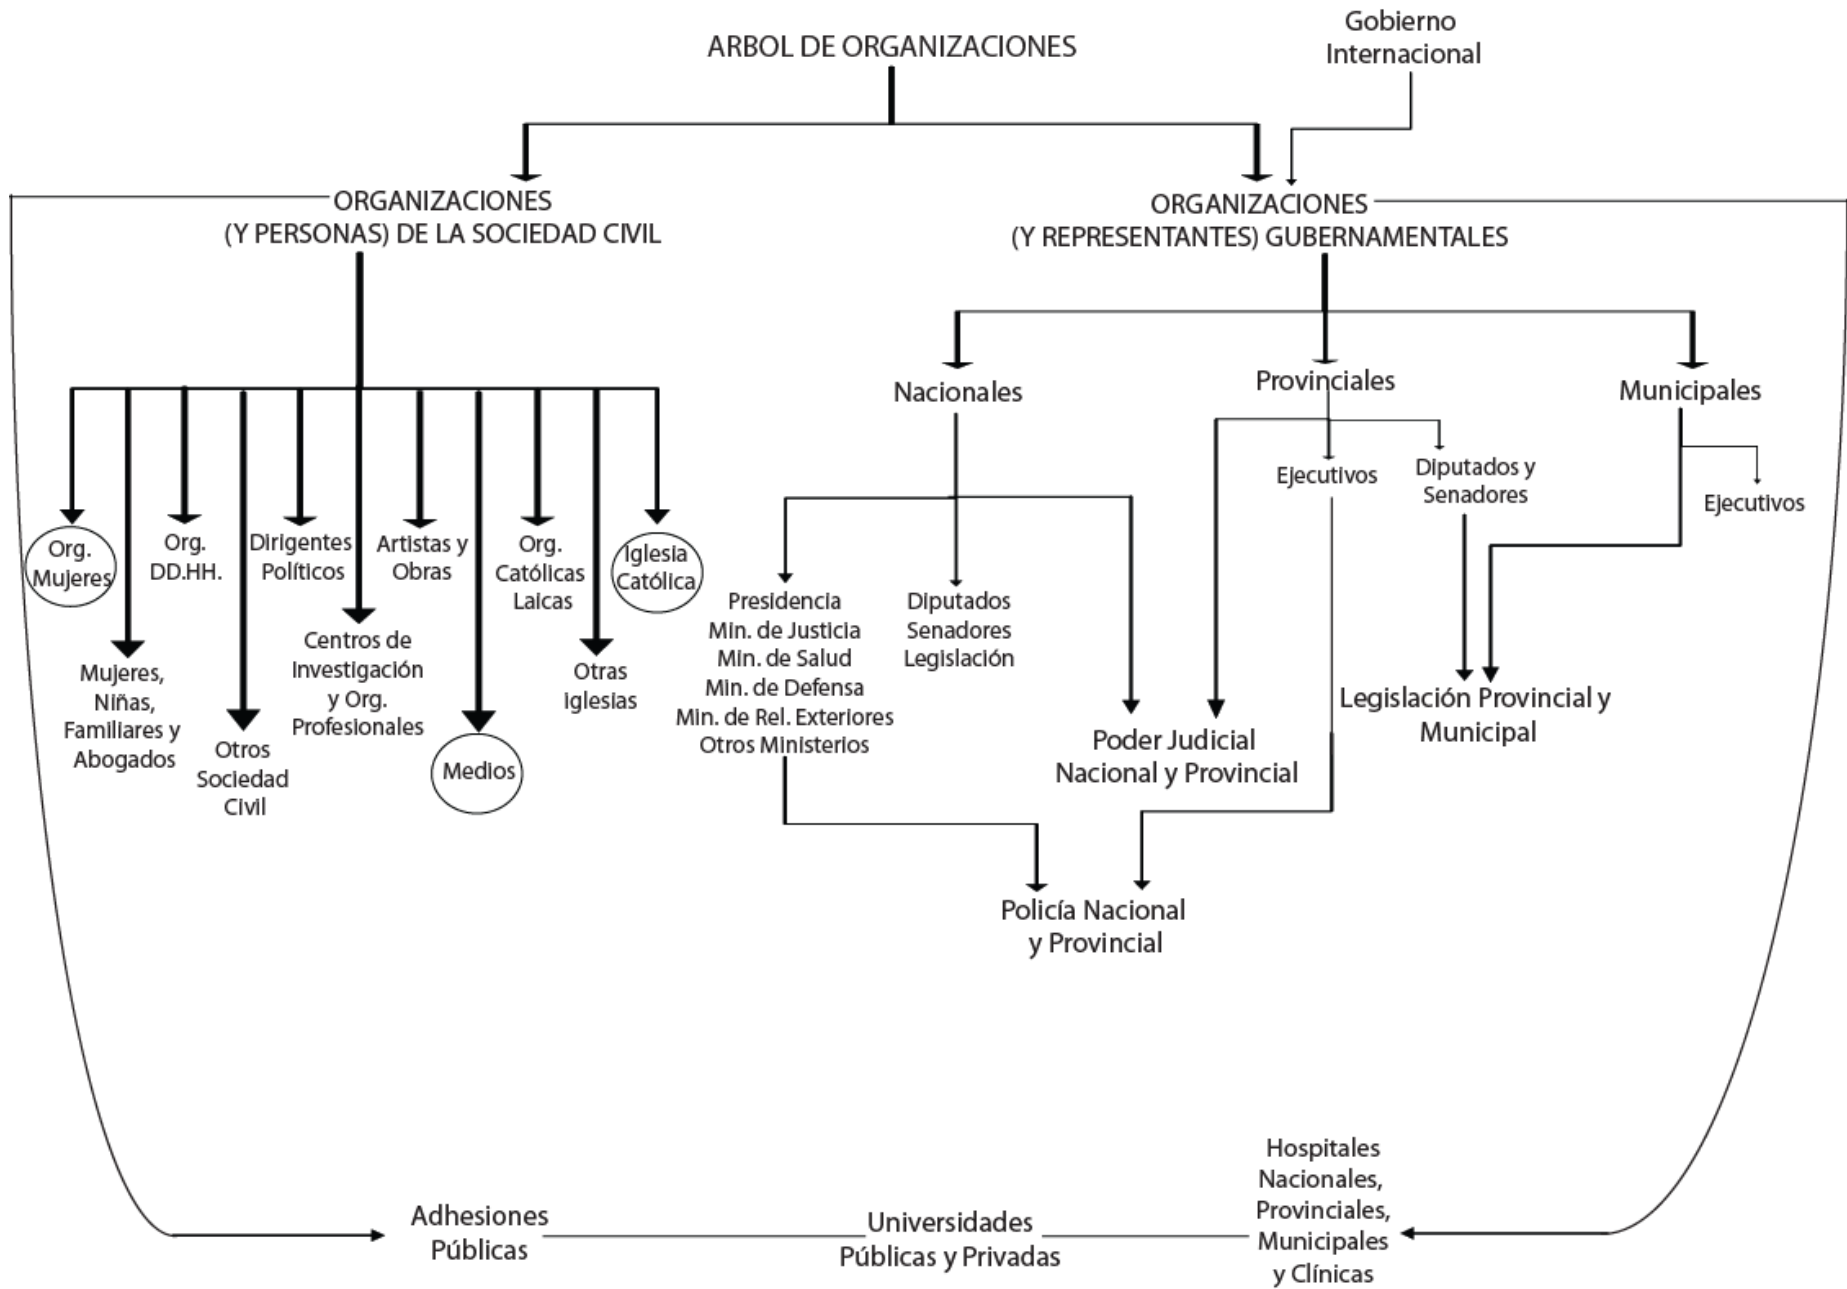 ARBOL DE ORGANIZACIONES
Gobierno
Internacional
ORGANIZACIONES
(Y PERSONAS) DE LA SOCIEDAD CIVIL
ORGANIZACIONES
(Y REPRESENTANTES) GUBERNAMENTALES
Nacionales
Provinciales
Municipales
Ejecutivos
Diputados y
Senadores
Ejecutivos
Org.
Mujeres
Mujeres,
Niñas,
Familiares y
Abogados
Org.
DD.HH.
Otros
Sociedad
Civil
Dirigentes
Políticos
Centros de
Investigación
y Org.
Profesionales
Artistas y
Obras
Medios
Org.
Católicas
Laicas
Otras
iglesias
Iglesia
Católica
Presidencia
Min. de Justicia
Min. de Salud
Min. de Defensa
Min. de Rel. Exteriores
Otros Ministerios
Diputados
Senadores
Legislación
Poder Judicial
Nacional y Provincial
Legislación Provincial y
Municipal
Policía Nacional
y Provincial
Adhesiones
Públicas
Universidades
Públicas y Privadas
Hospitales
Nacionales,
Provinciales,
Municipales
y Clínicas